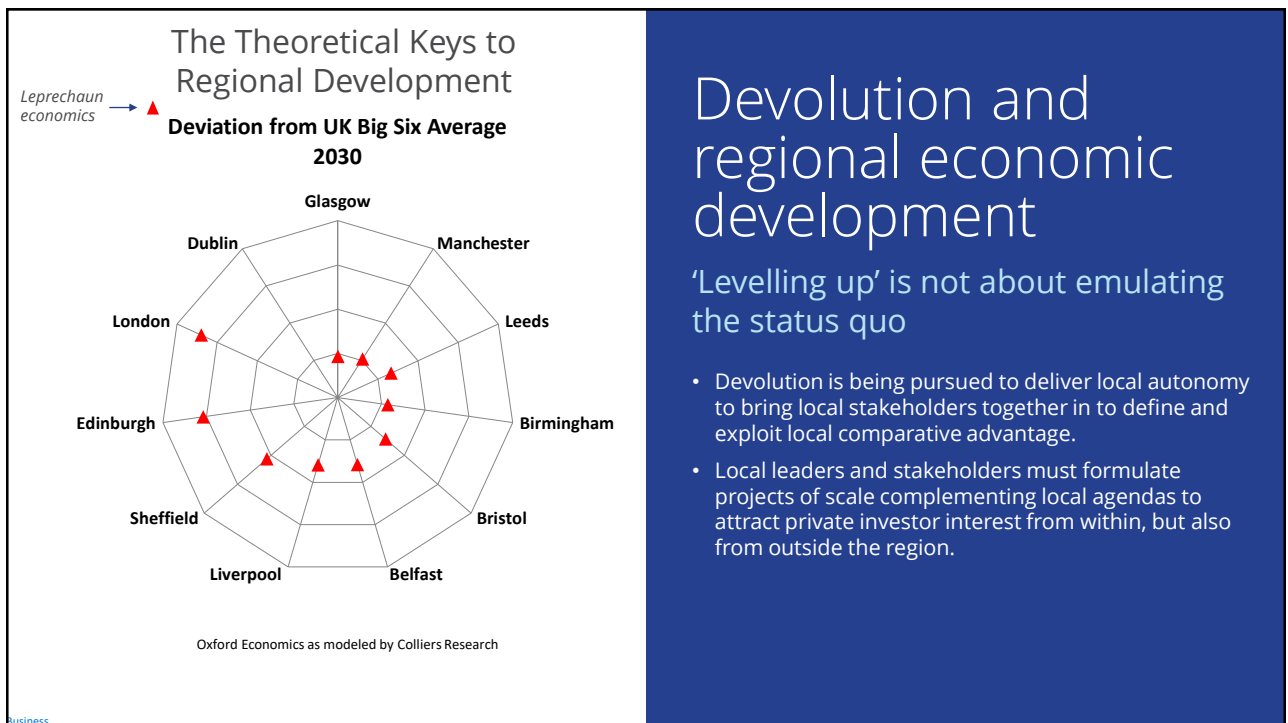 The Theoretical Keys to
Regional Development
Leprechaun
economics
Deviation from UK Big Six Average
2030
Glasgow
Dublin
Manchester
London
Leeds
Edinburgh
Birmingham
Sheffield
Bristol
Liverpool
Belfast
Oxford Economics as modeled by Colliers Research
Business
Devolution and
regional economic
development
‘Levelling up’ is not about emulating
the status quo
• Devolution is being pursued to deliver local autonomy
to bring local stakeholders together in to define and
exploit local comparative advantage.
• Local leaders and stakeholders must formulate
projects of scale complementing local agendas to
attract private investor interest from within, but also
from outside the region.